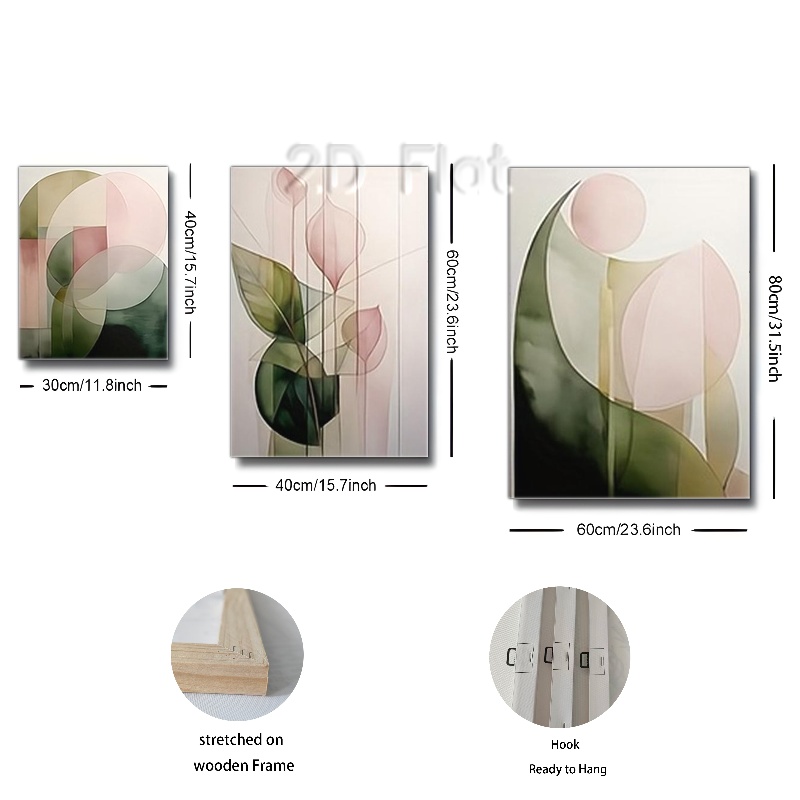 2D Flat
40cm/15.7inch
30cm/11.8inch
60cm/23.6inch
40cm/15.7inch
80cm/31.5inch
60cm/23.6inch
stretched on
wooden Frame
Hook
Ready to Hang